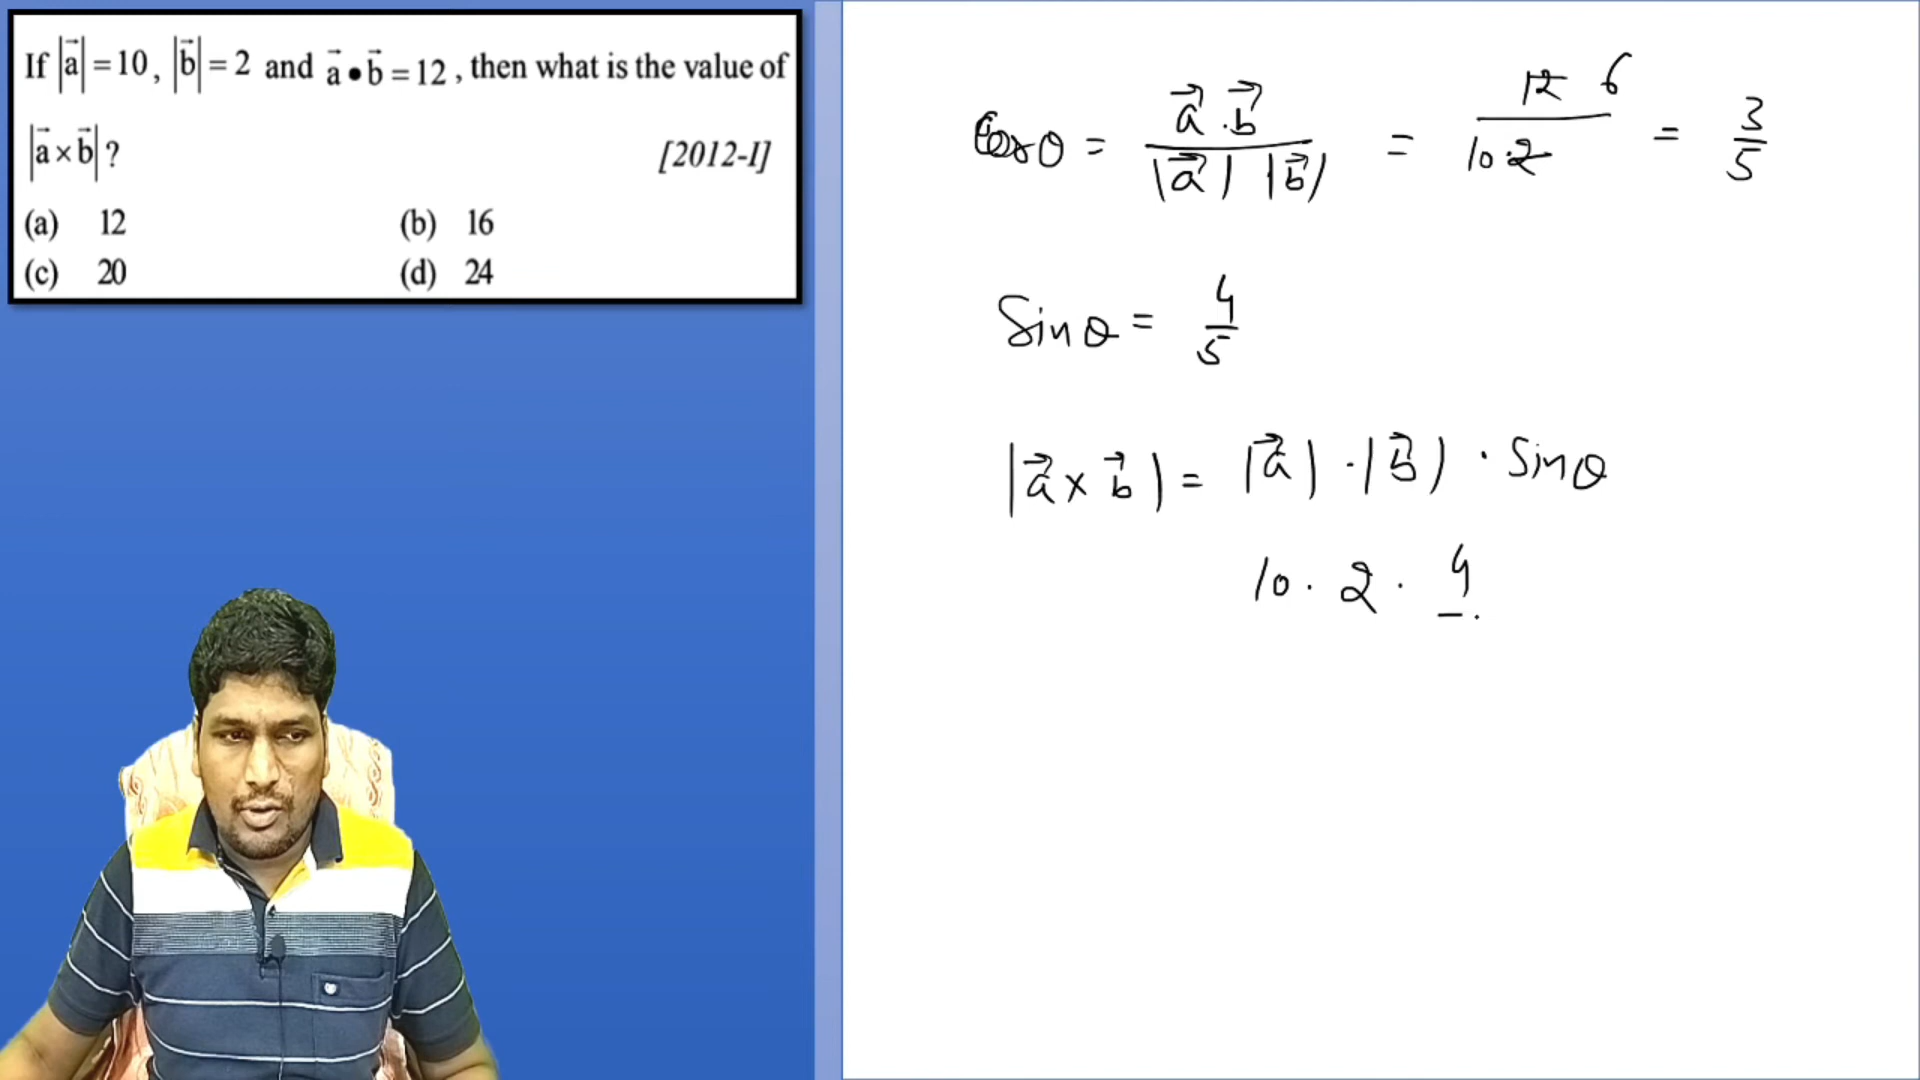 If |a⃗| = 10, |b⃗| = 2 and a⃗ • b⃗ = 12, then what is the value of
|a⃗ × b⃗| ? [2012-I]
(a) 12 (b) 16
(c) 20 (d) 24
Cosθ = a⃗ . b⃗ / |a⃗| |b⃗| = 12 6 / 10.2 = 3/5
Sinθ = 4/5
|a⃗ × b⃗| = |a⃗| . |b⃗| . Sinθ
10 . 2 . 4